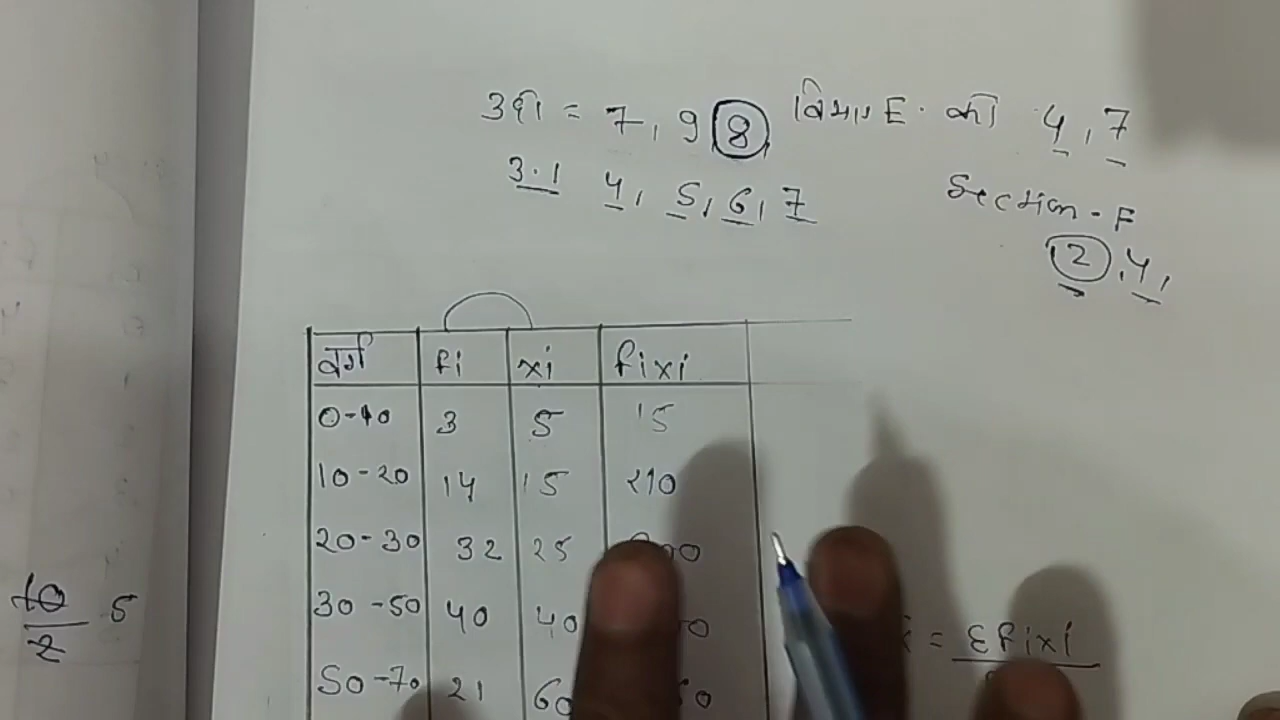 उदा = 7, 9 8 विभाग E. की 4, 7
3.1 4, 5, 6, 7 Section - F
2, 4,
वर्ग fi xi fixi
0-10 3 5 15
10-20 14 15 210
20-30 32 25
30-50 40 40
50-70 21 60
10/2 5
= Σfixi